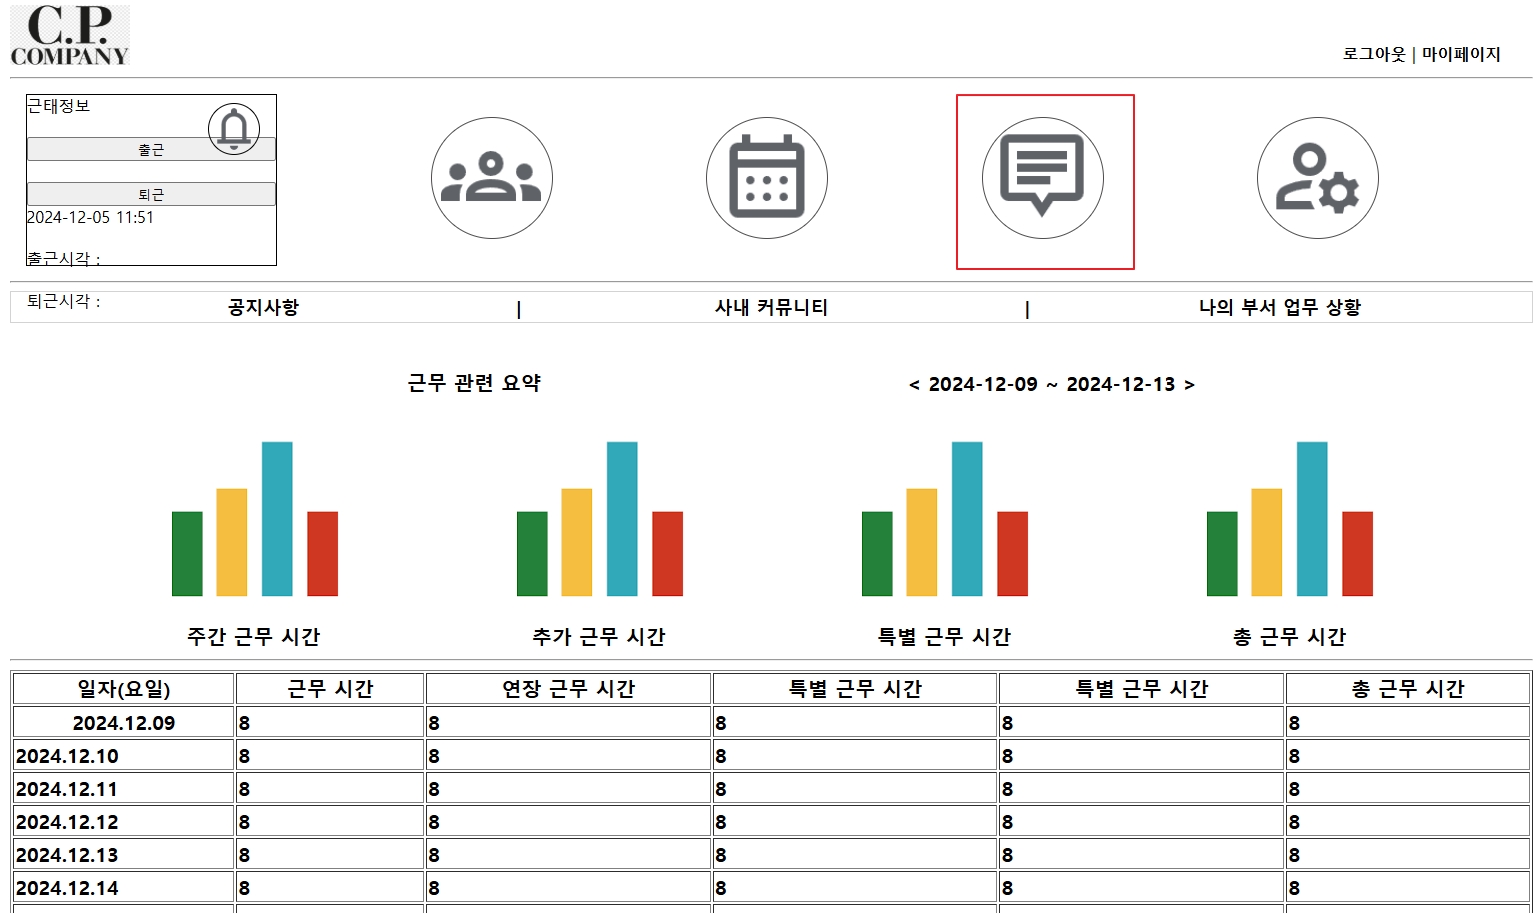 C.P.
COMPANY
로그아웃 | 마이페이지
근태정보
출근
퇴근
2024-12-05 11:51
출근시각 :
퇴근시각 :
공지사항 | 사내 커뮤니티 | 나의 부서 업무 상황
근무 관련 요약
< 2024-12-09 ~ 2024-12-13 >
주간 근무 시간
추가 근무 시간
특별 근무 시간
총 근무 시간
일자(요일) 근무 시간 연장 근무 시간 특별 근무 시간 특별 근무 시간 총 근무 시간
2024.12.09 8 8 8 8 8
2024.12.10 8 8 8 8 8
2024.12.11 8 8 8 8 8
2024.12.12 8 8 8 8 8
2024.12.13 8 8 8 8 8
2024.12.14 8 8 8 8 8